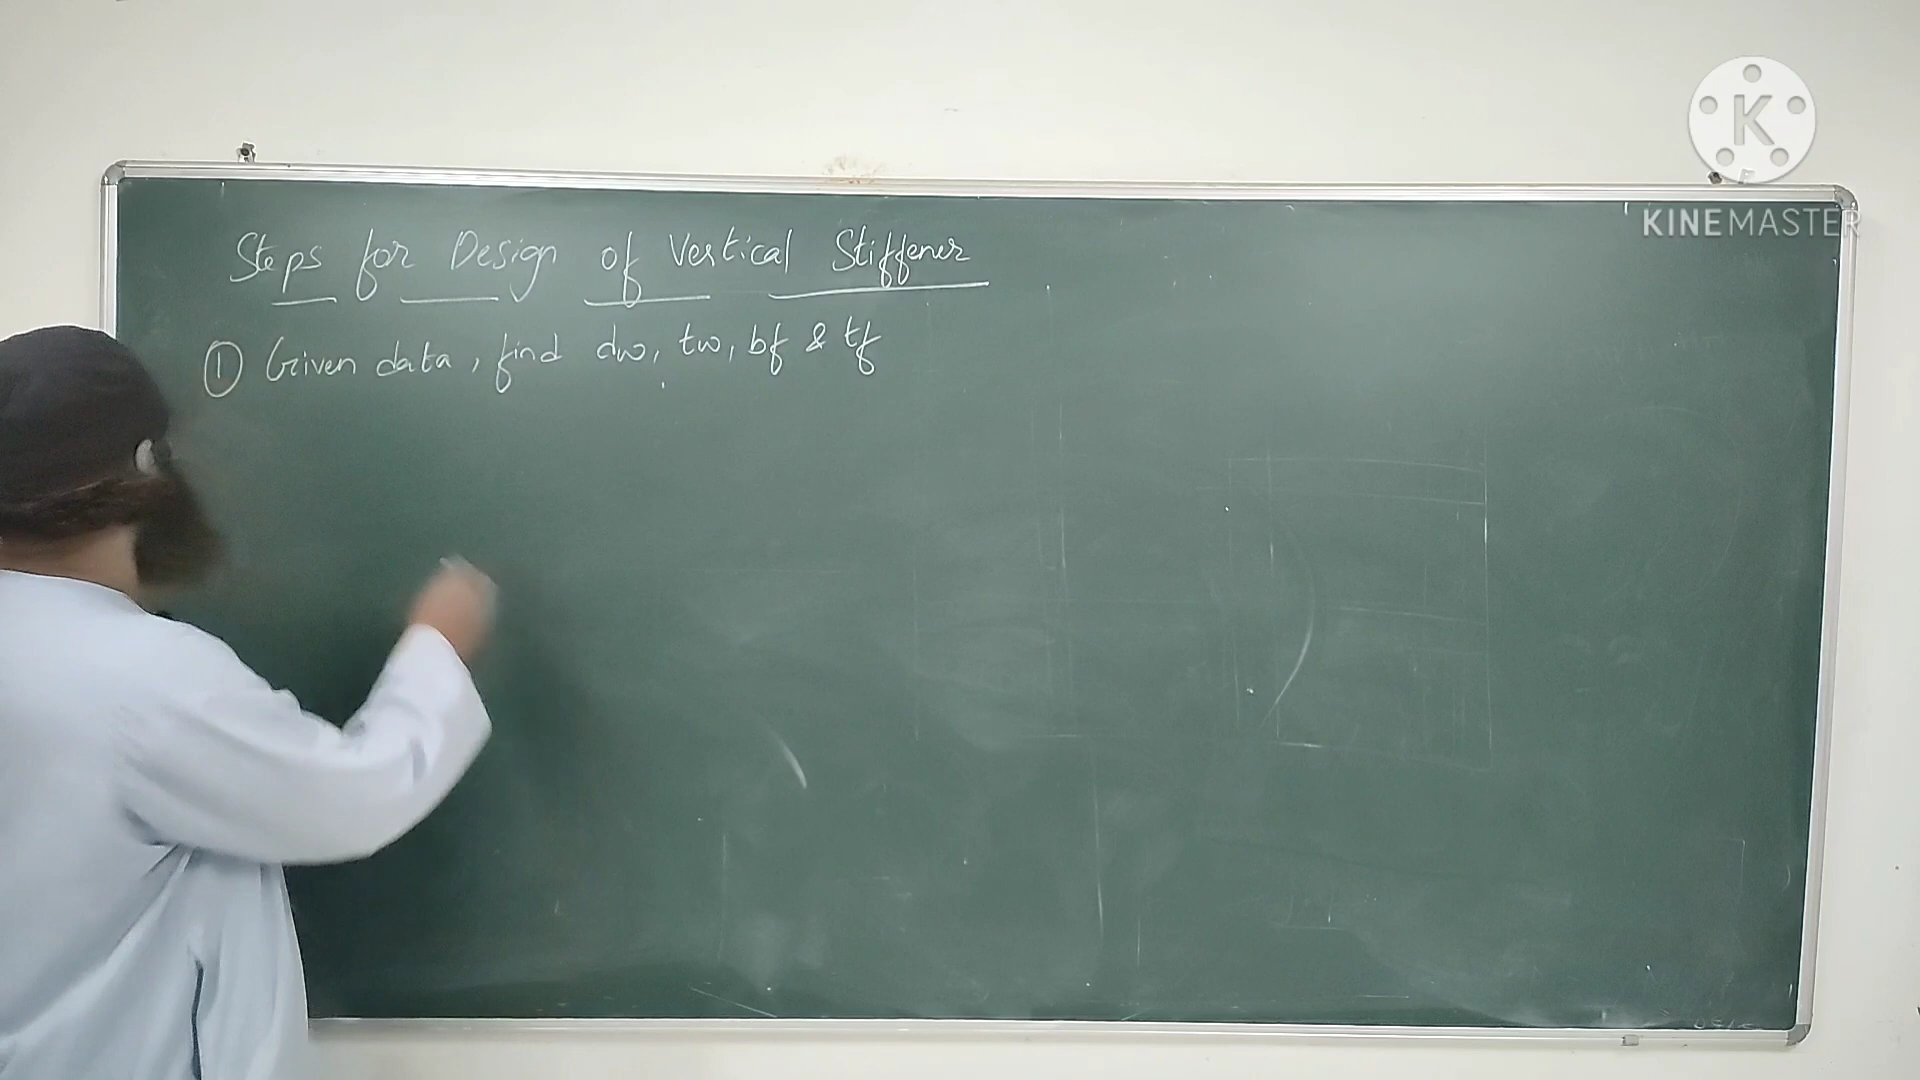 K
KINEMASTER
Steps for Design of Vertical Stiffener
① Given data, find dw, tw, bf & tf